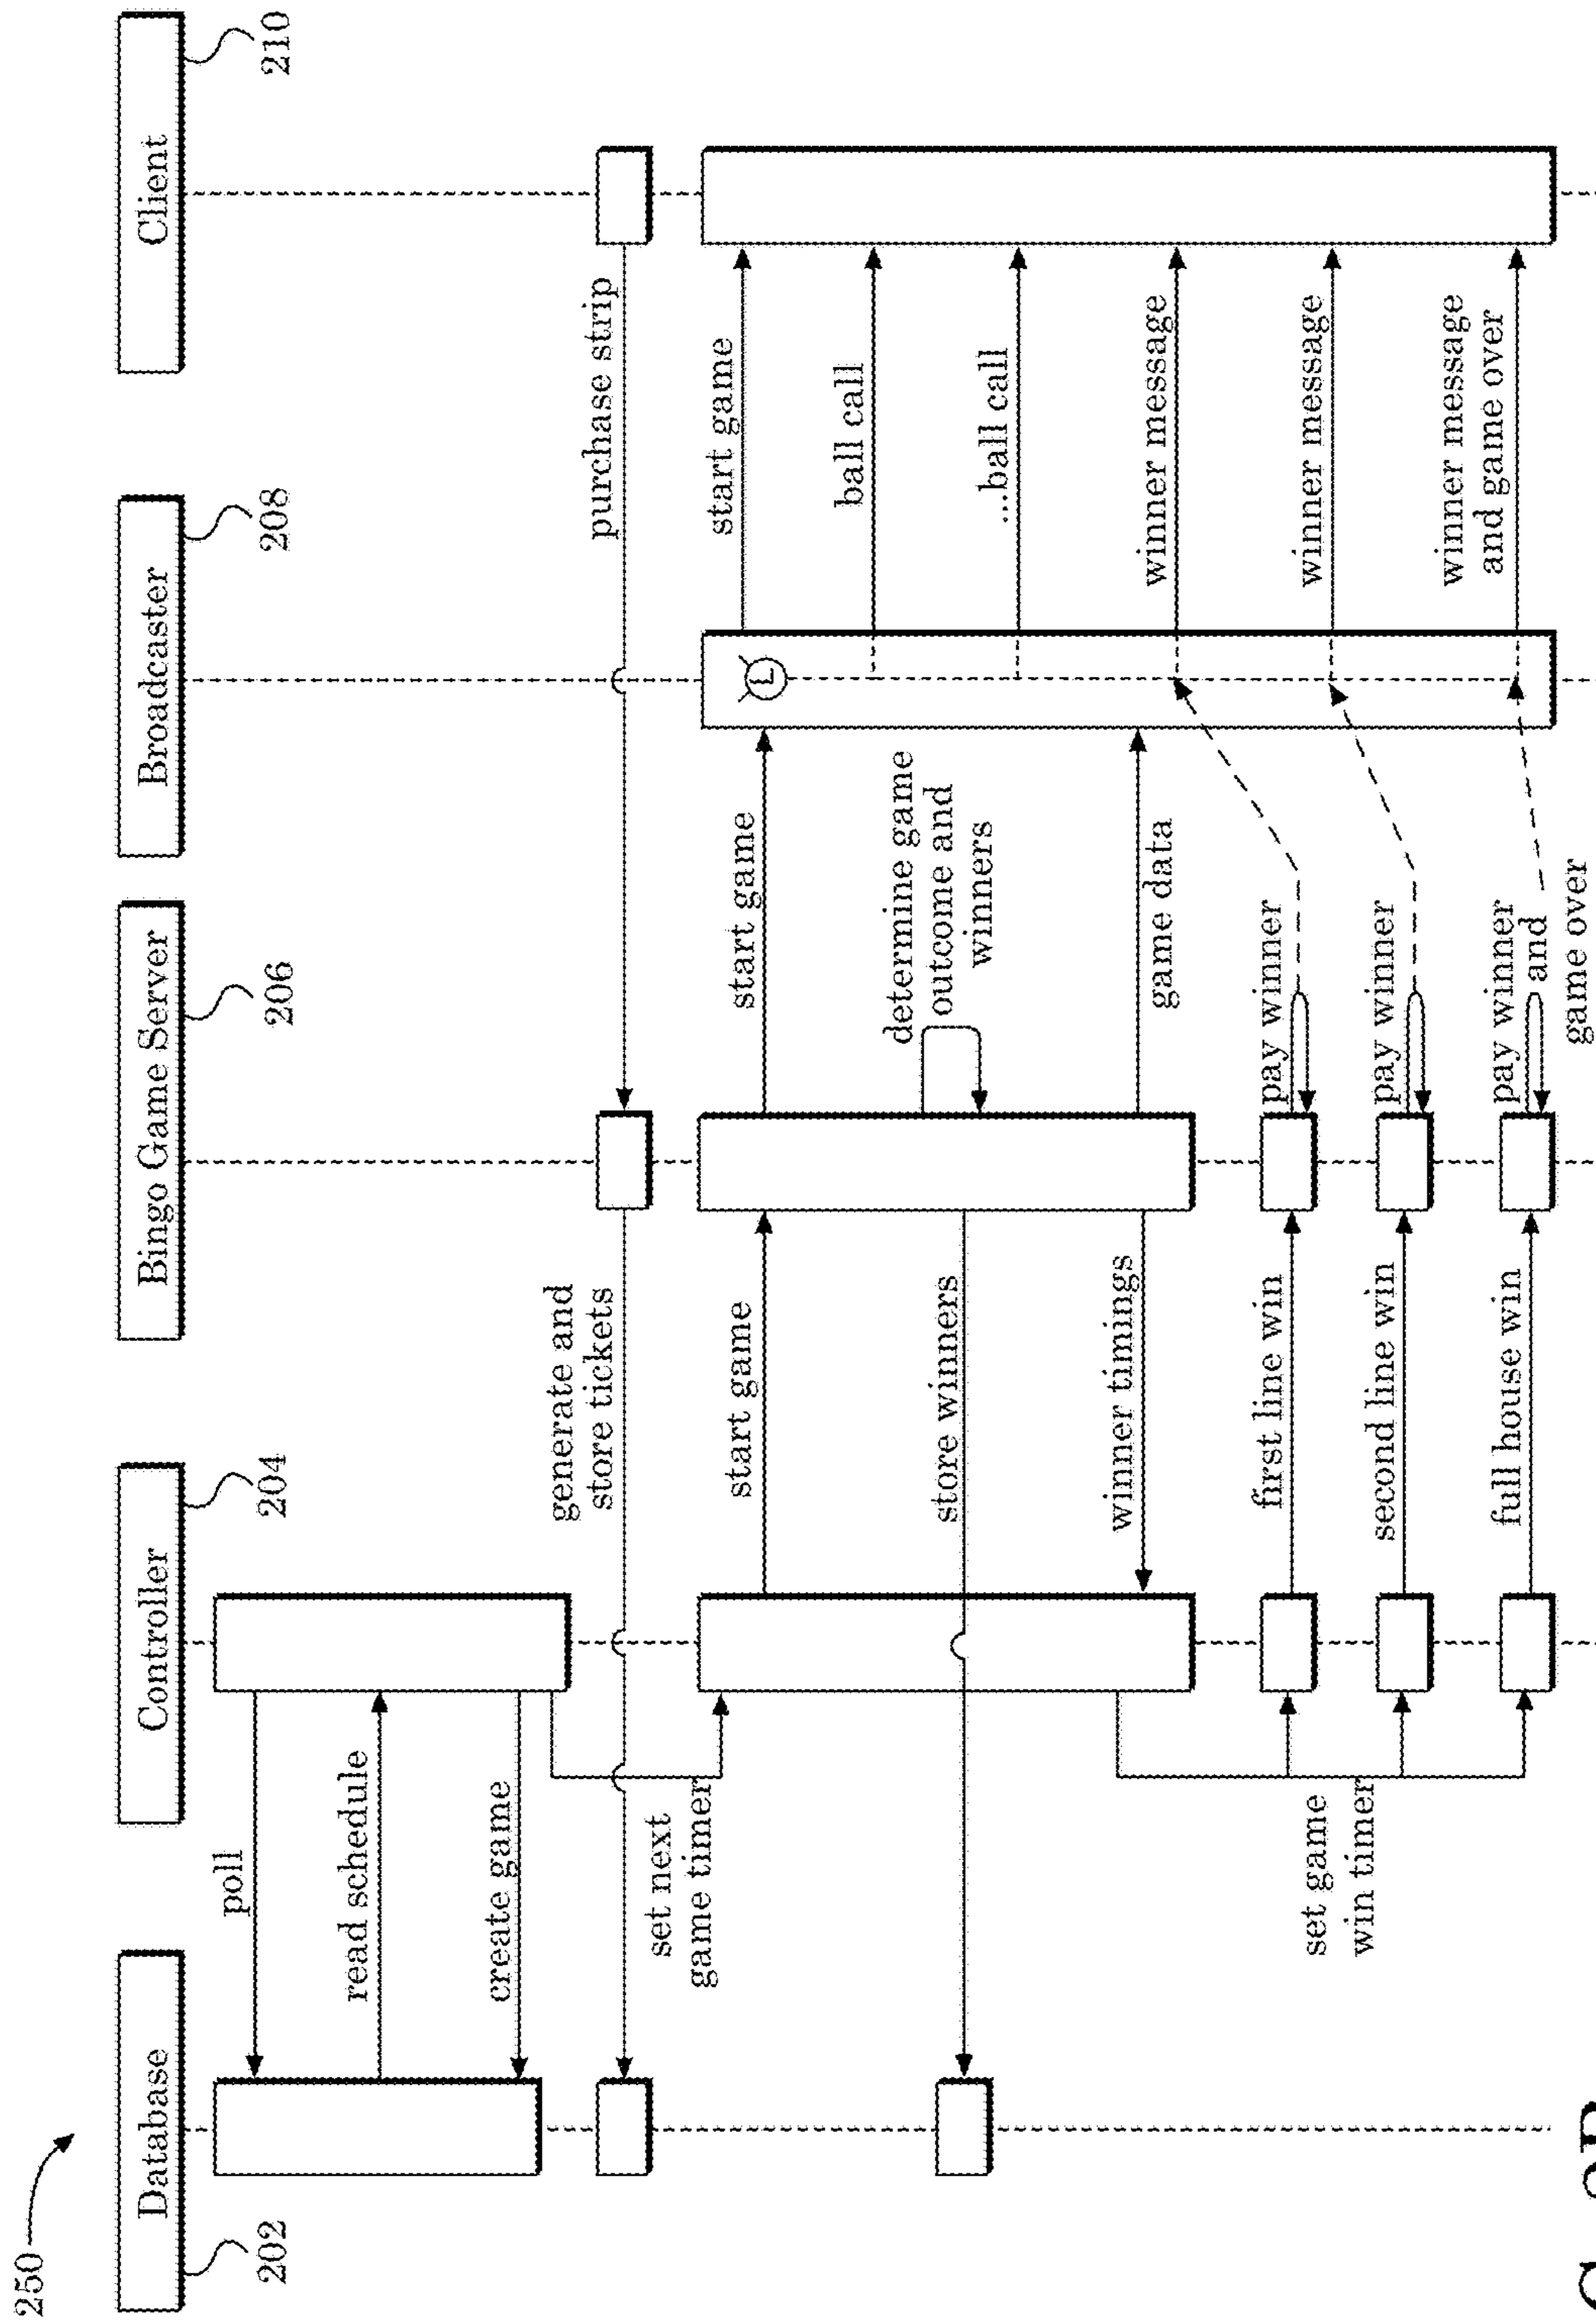 250
Database
202
Controller
204
Bingo Game Server
206
Broadcaster
208
Client
210
poll
read schedule
create game
set next
game timer
generate and
store tickets
purchase strip
start game
start game
start game
determine game
outcome and
winners
ball call
...ball call
store winners
winner timings
game data
set game
win timer
first line win
pay winner
winner message
second line win
pay winner
winner message
full house win
pay winner
and
game over
winner message
and game over